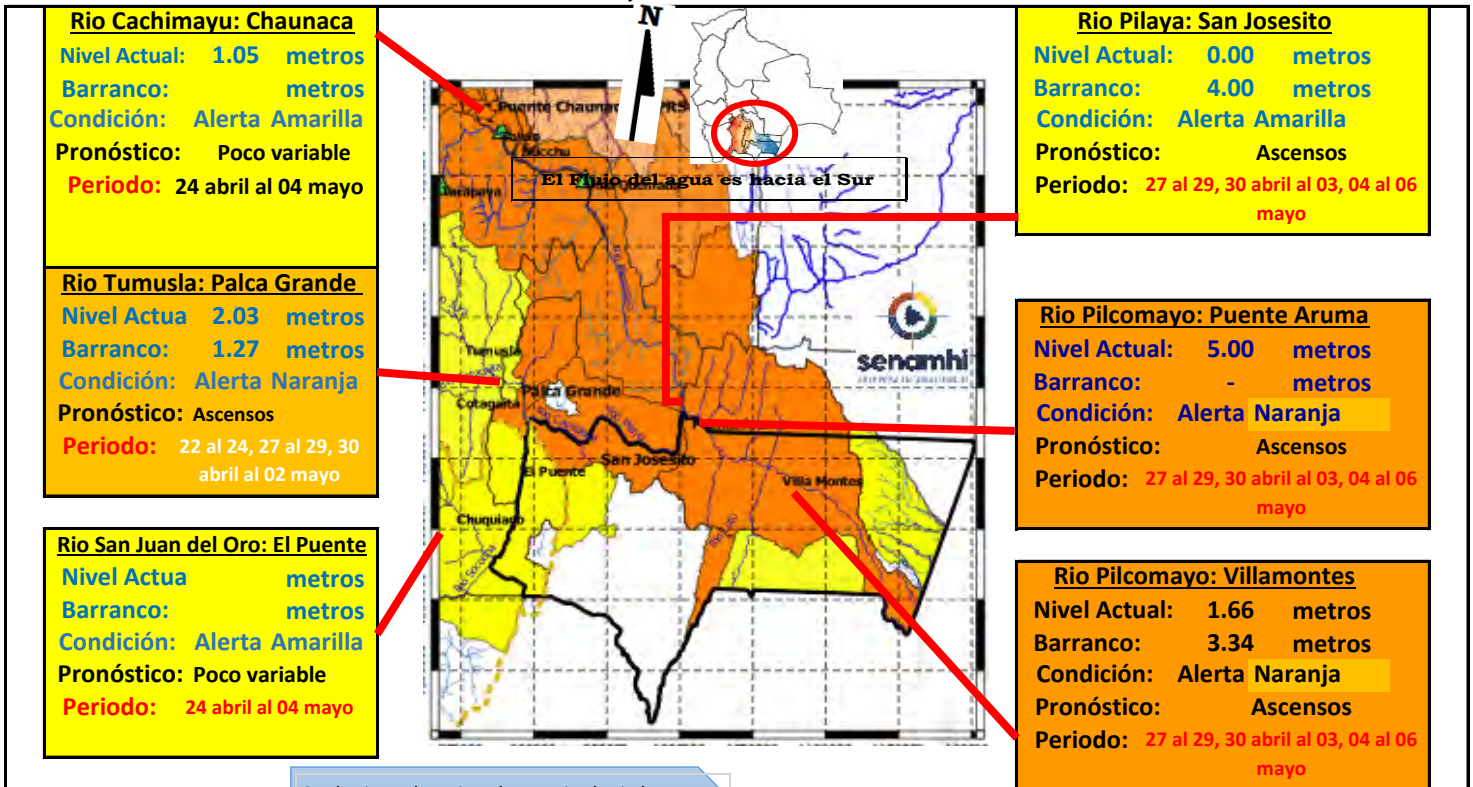 Rio Cachimayu: Chaunaca
Nivel Actual: 1.05 metros
Barranco: metros
Condición: Alerta Amarilla
Pronóstico: Poco variable
Periodo: 24 abril al 04 mayo
Rio Tumusla: Palca Grande
Nivel Actua 2.03 metros
Barranco: 1.27 metros
Condición: Alerta Naranja
Pronóstico: Ascensos
Periodo: 22 al 24, 27 al 29, 30
abril al 02 mayo
Rio San Juan del Oro: El Puente
Nivel Actua metros
Barranco: metros
Condición: Alerta Amarilla
Pronóstico: Poco variable
Periodo: 24 abril al 04 mayo
N
Puente Chaunac
El Flujo del agua es hacia el Sur
Tarapaya
Tumusla
Palca Grande
Cotagaita
San Josesito
El Puente
Villa Montes
Chuquiago
senamhi
Rio Pilaya: San Josesito
Nivel Actual: 0.00 metros
Barranco: 4.00 metros
Condición: Alerta Amarilla
Pronóstico: Ascensos
Periodo: 27 al 29, 30 abril al 03, 04 al 06
mayo
Rio Pilcomayo: Puente Aruma
Nivel Actual: 5.00 metros
Barranco: - metros
Condición: Alerta Naranja
Pronóstico: Ascensos
Periodo: 27 al 29, 30 abril al 03, 04 al 06
mayo
Rio Pilcomayo: Villamontes
Nivel Actual: 1.66 metros
Barranco: 3.34 metros
Condición: Alerta Naranja
Pronóstico: Ascensos
Periodo: 27 al 29, 30 abril al 03, 04 al 06
mayo